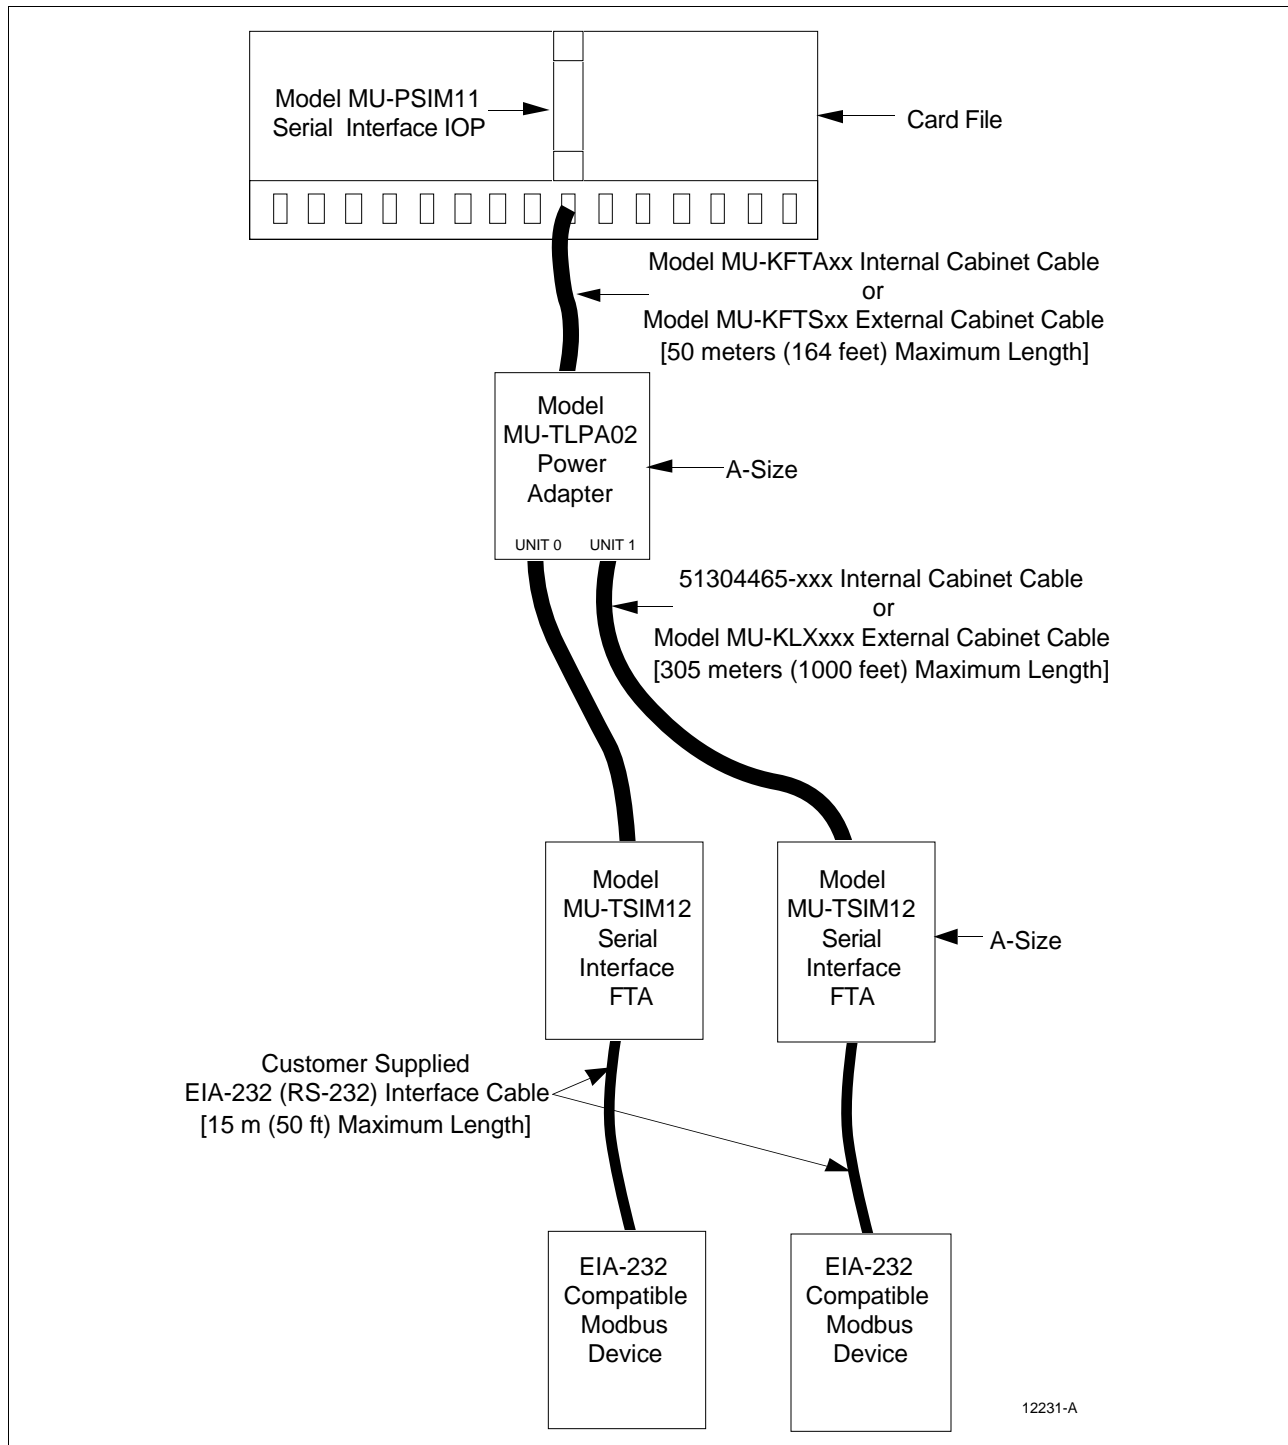 Model MU-PSIM11
Serial Interface IOP
Card File
Model MU-KFTAxx Internal Cabinet Cable
or
Model MU-KFTSxx External Cabinet Cable
[50 meters (164 feet) Maximum Length]
Model
MU-TLPA02
Power
Adapter
A-Size
UNIT 0
UNIT 1
51304465-xxx Internal Cabinet Cable
or
Model MU-KLXxxx External Cabinet Cable
[305 meters (1000 feet) Maximum Length]
Model
MU-TSIM12
Serial
Interface
FTA
Model
MU-TSIM12
Serial
Interface
FTA
A-Size
Customer Supplied
EIA-232 (RS-232) Interface Cable
[15 m (50 ft) Maximum Length]
EIA-232
Compatible
Modbus
Device
EIA-232
Compatible
Modbus
Device
12231-A